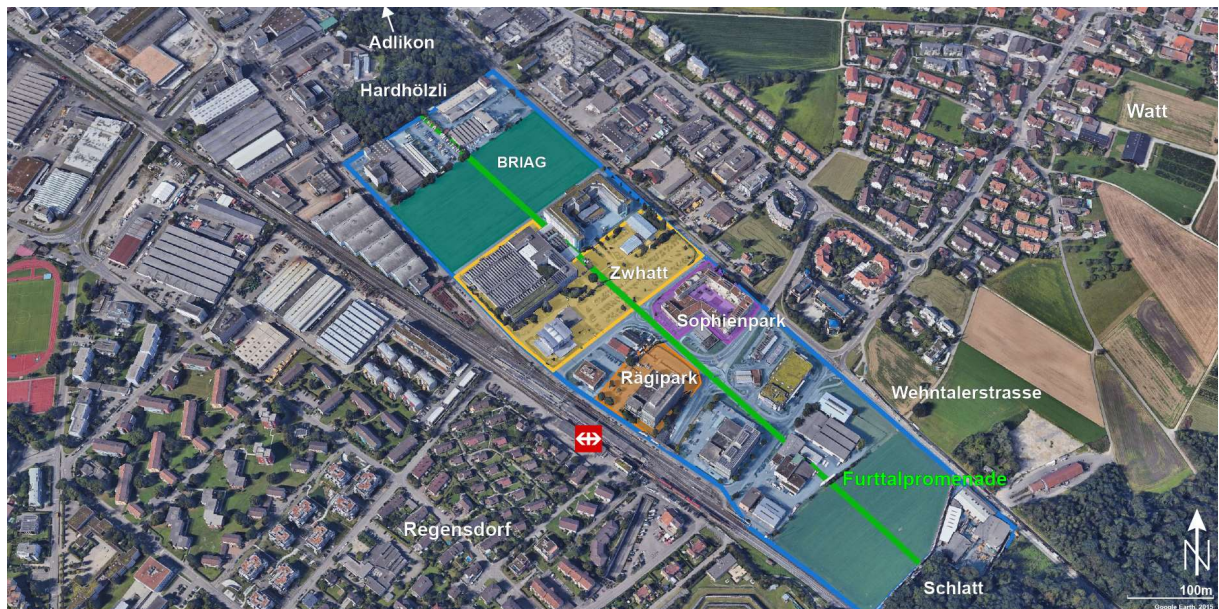 Adlikon
Hardhölzli
Watt
BRIAG
Zwhatt
Sophienpark
Rägipark
Wehntalerstrasse
Furttalpromenade
Regensdorf
N
Schlatt
100m
Google Earth, 2015